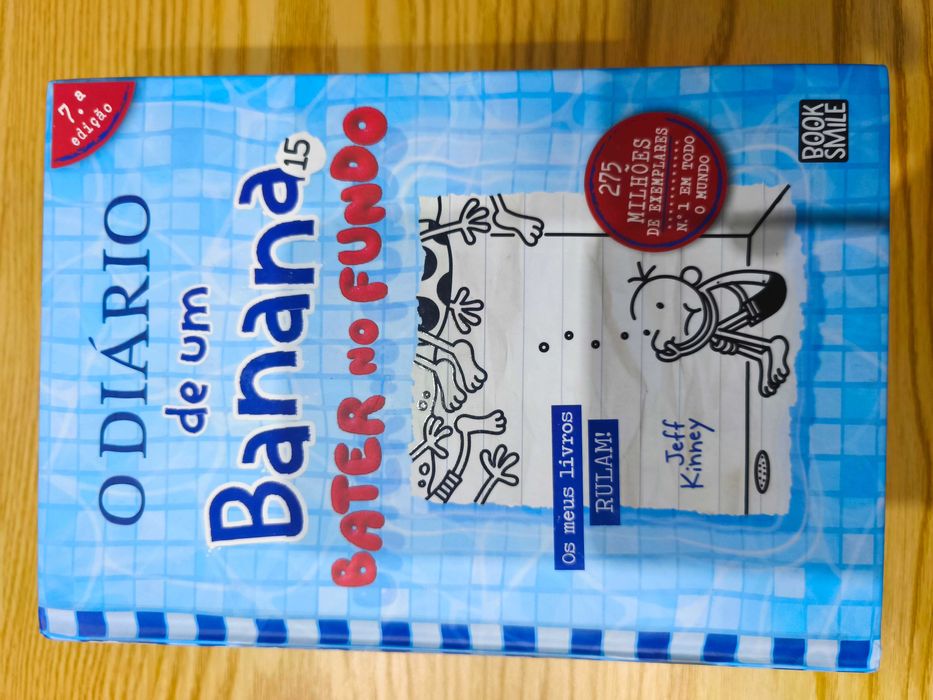 7.a
edição
O DIÁRIO
de um
Banana 15
BATER NO FUNDO
275
MILHÕES
DE EXEMPLARES
N.º 1 EM TODO
O MUNDO
Os meus livros
RULAM!
Jeff
Kinney
BOOK
SMILE